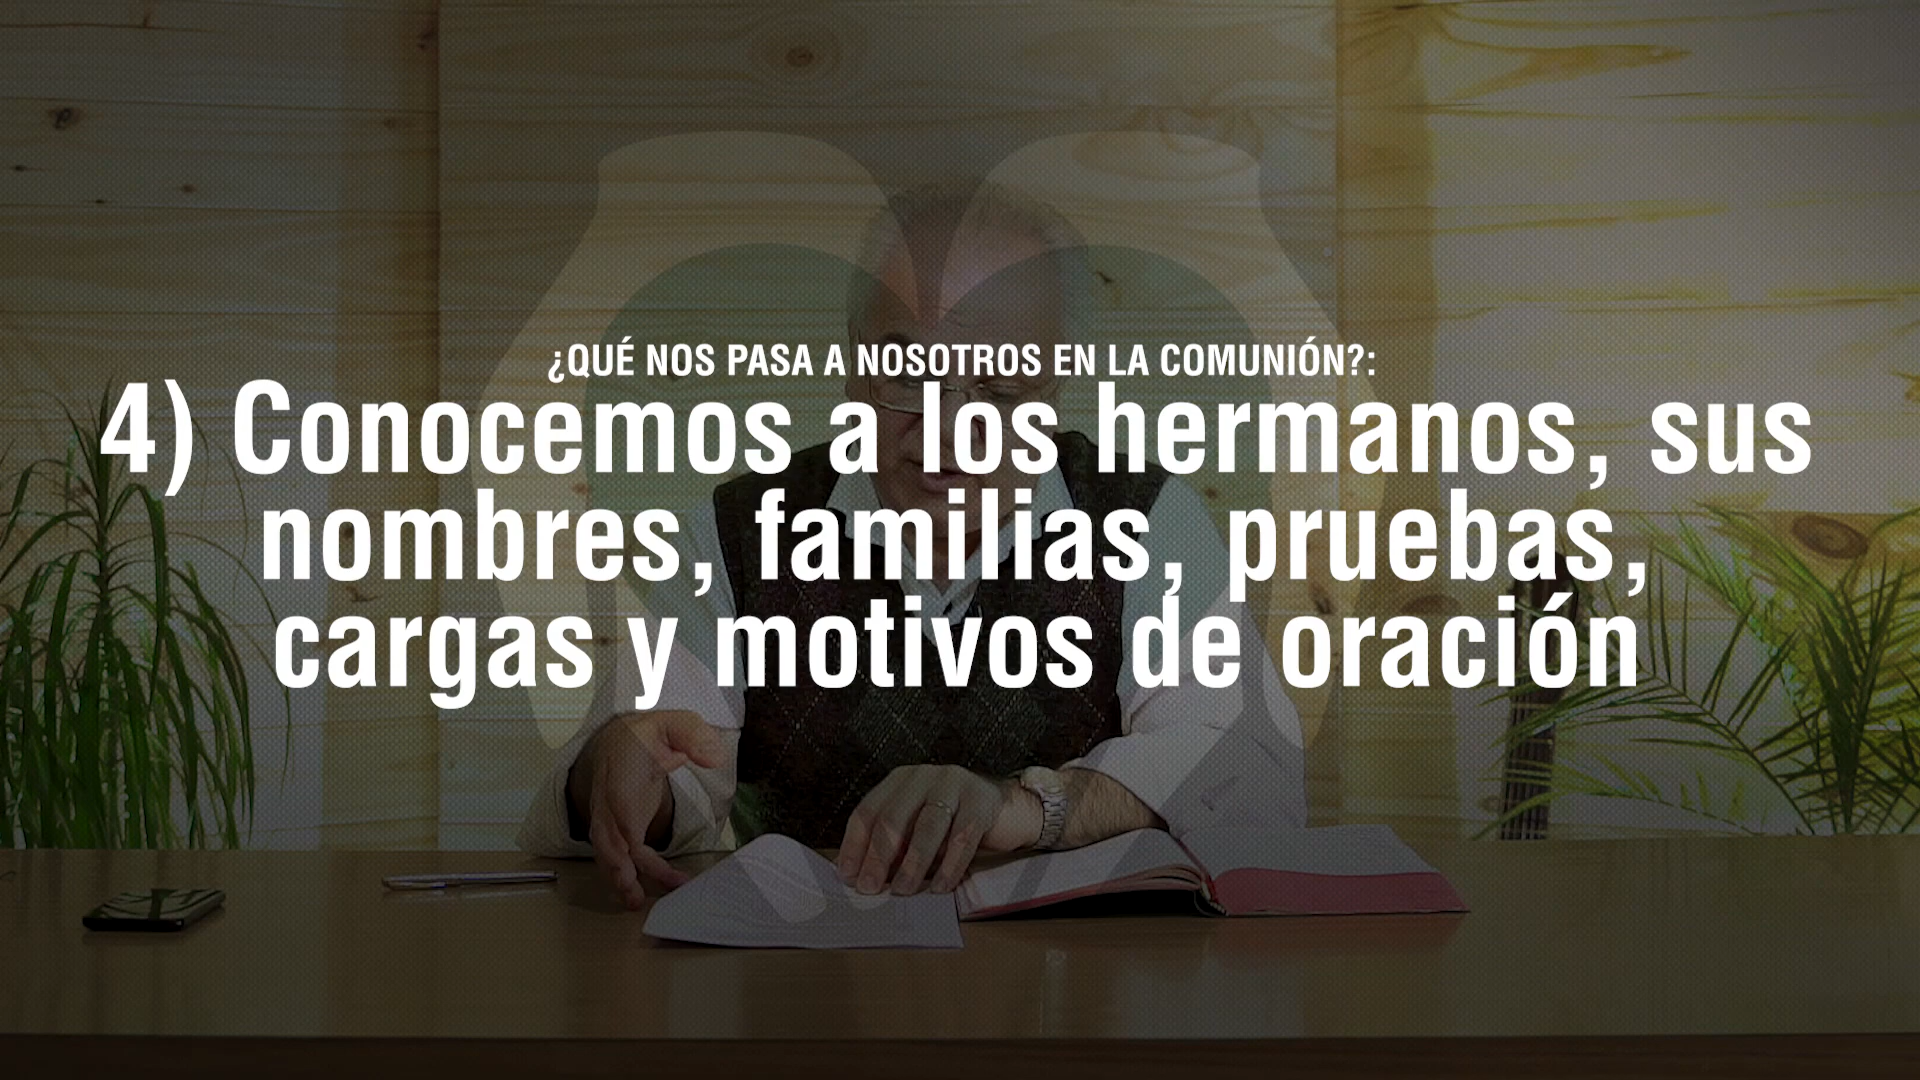 ¿QUÉ NOS PASA A NOSOTROS EN LA COMUNIÓN?:
4) Conocemos a los hermanos, sus
nombres, familias, pruebas,
cargas y motivos de oración